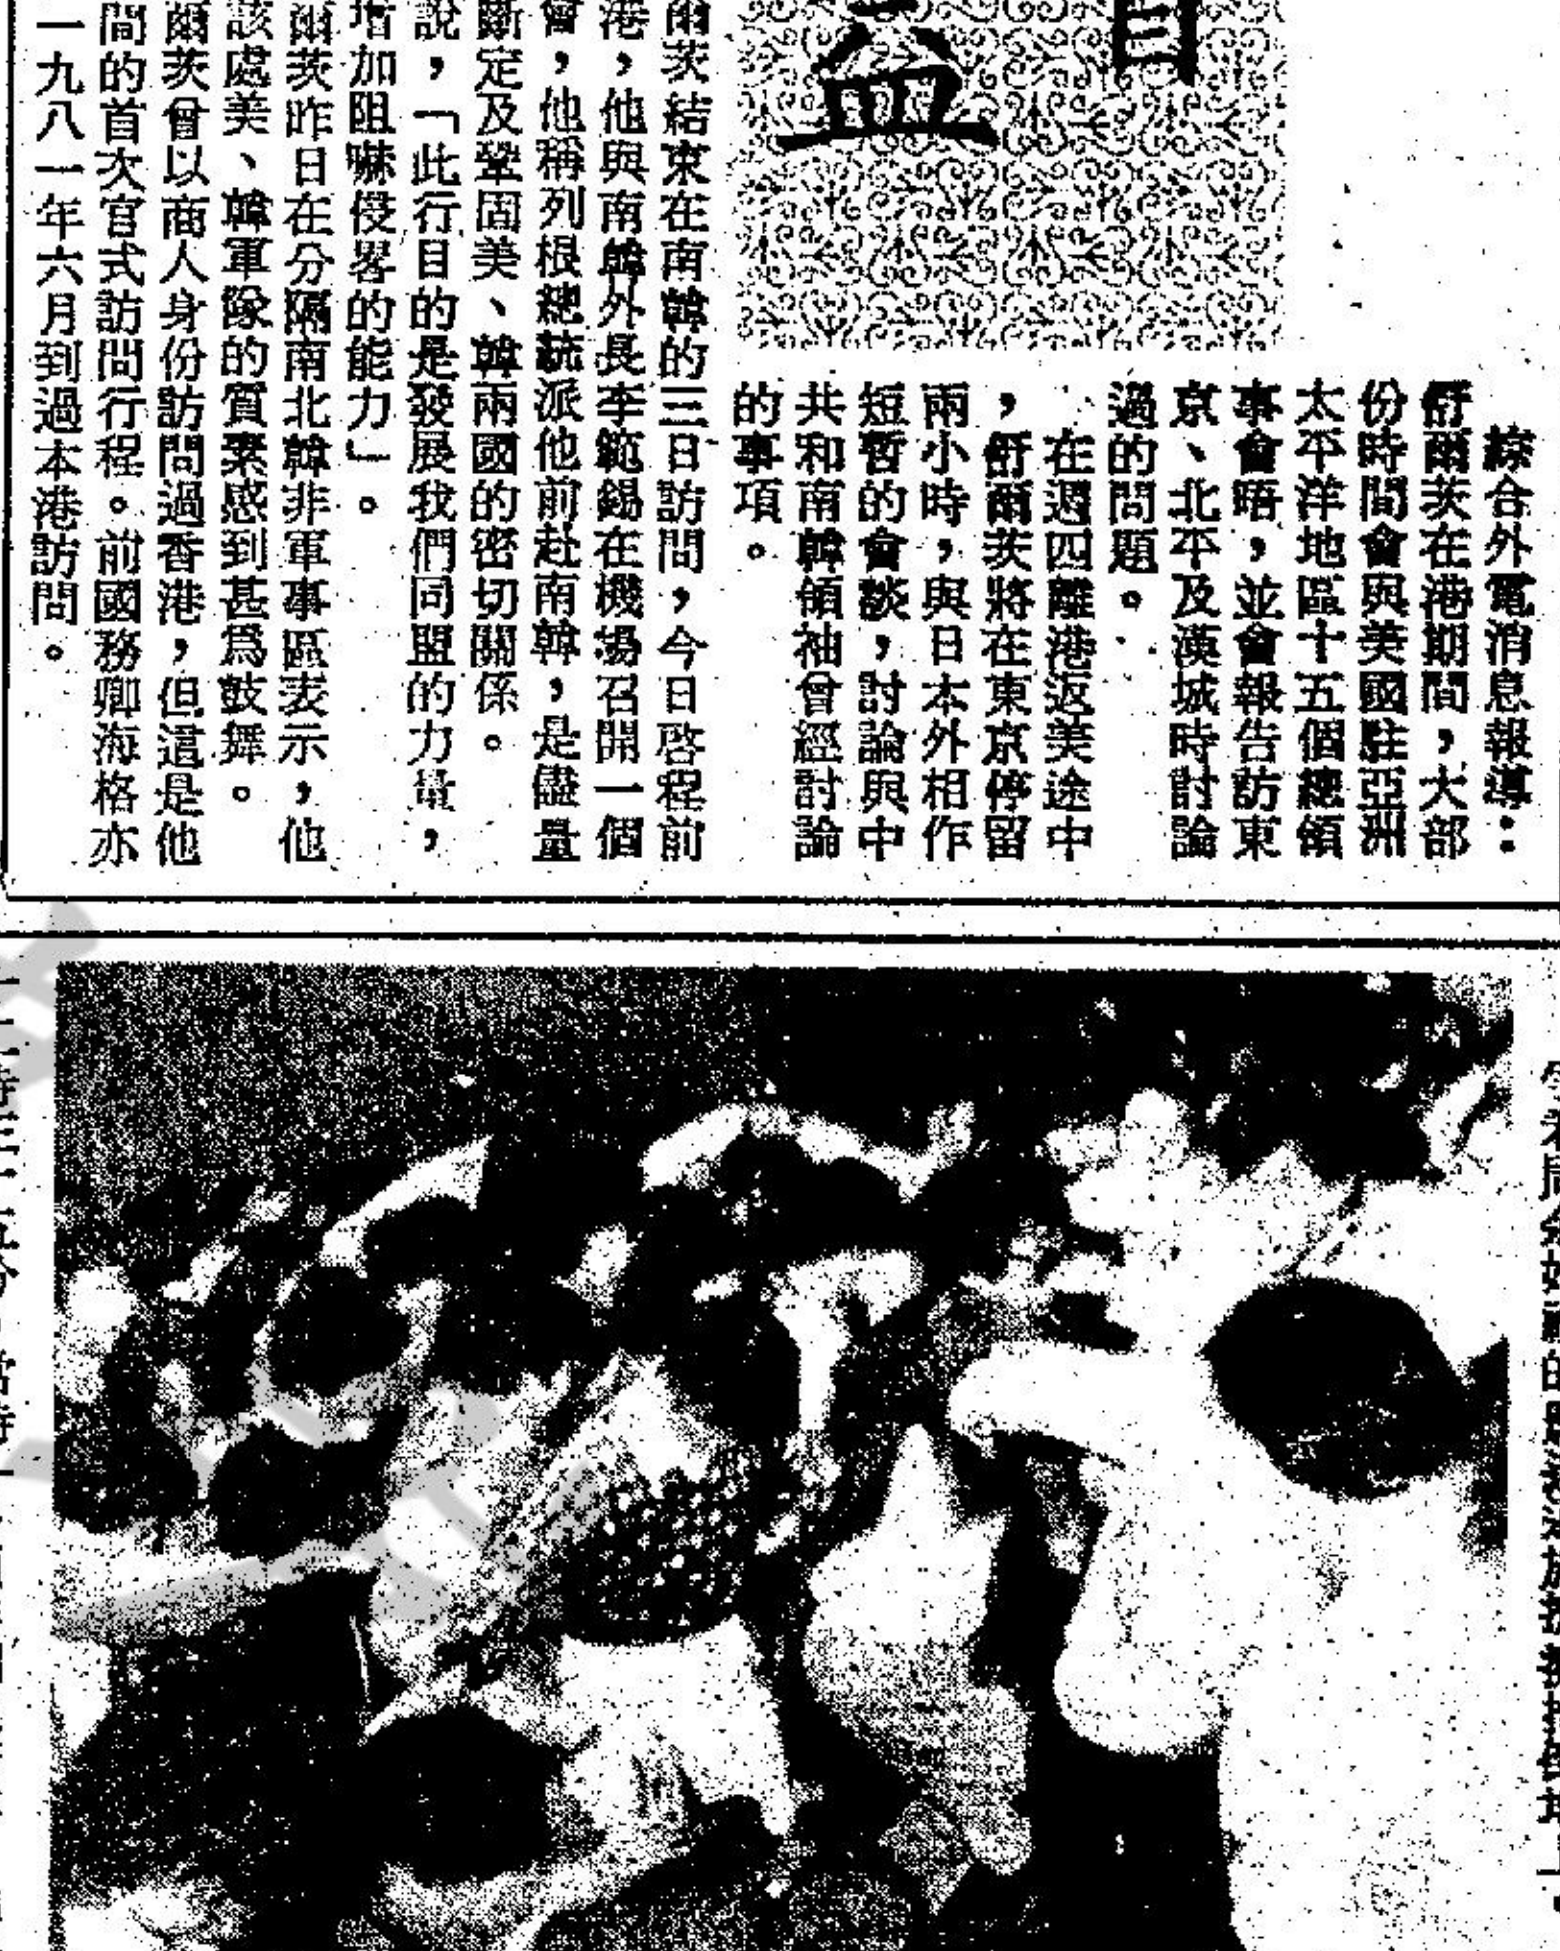 綜合外電消息報導：
舒爾茨在港期間，大部
份時間會與美國駐亞洲
太平洋地區十五個總領
事會晤，並會報告訪東
京、北平及漢城時討論
過的問題。
在週四離港返美途中
，舒爾茨將在東京停留
兩小時，與日本外相作
短暫的會談，討論與中
共和南韓領袖曾經討論
的事項。
爾茨結束在南韓的三日訪問，今日啓程前
港，他與南韓外長李範錫在機場召開一個
會，他稱列根總統派他前赴南韓，是儘量
斷定及鞏固美、韓兩國的密切關係。
說，「此行目的是發展我們同盟的力量，
增加阻嚇侵畧的能力」。
爾茨昨日在分隔南北韓非軍事區表示，他
該處美、韓軍隊的質素感到甚爲鼓舞。
爾茨曾以商人身份訪問過香港，但這是他
間的首次官式訪問行程。前國務卿海格亦
一九八一年六月到過本港訪問。